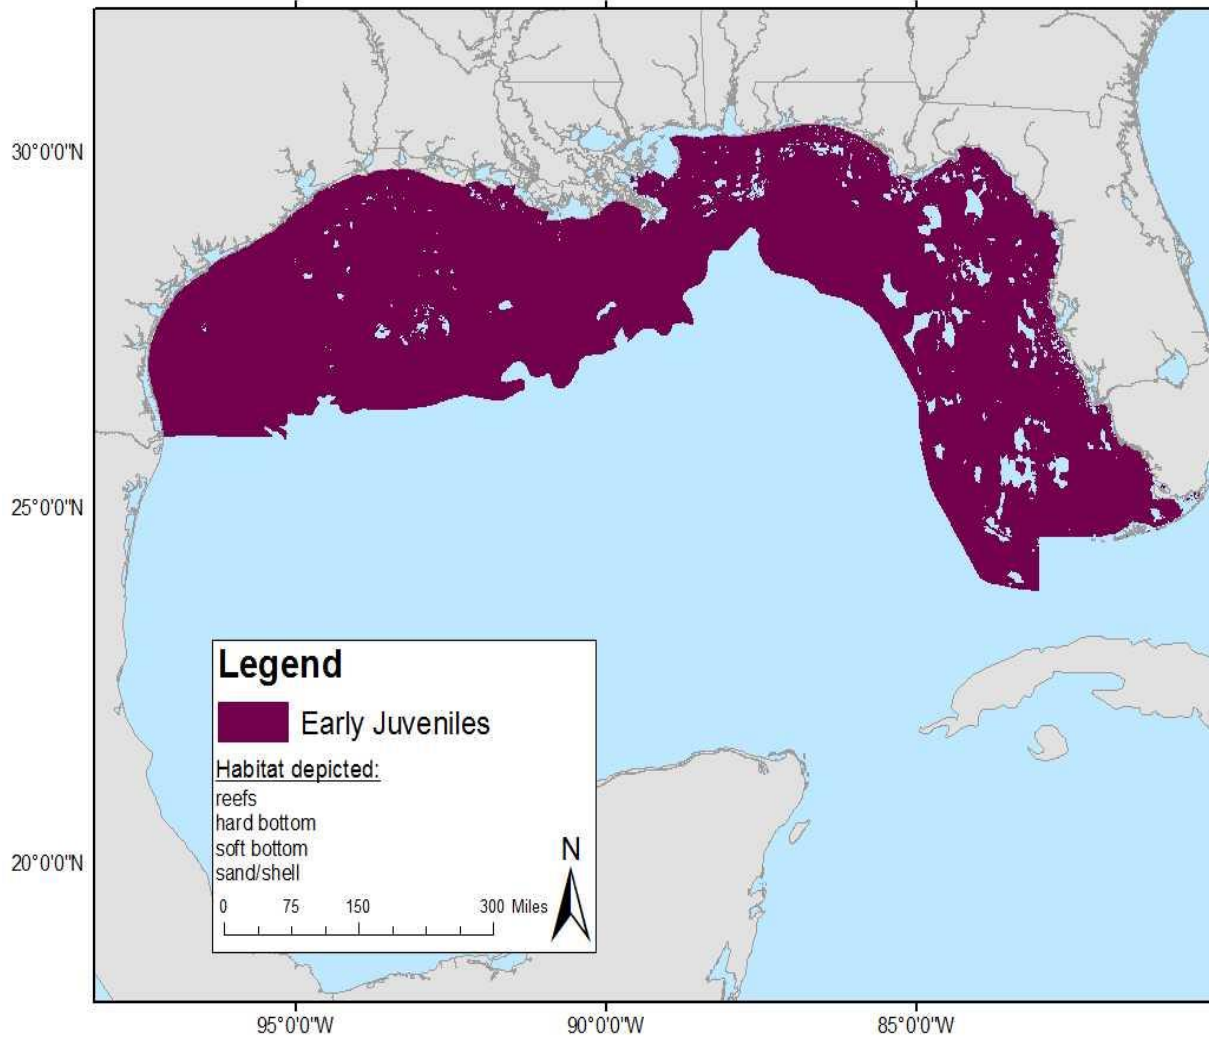 30°0'0"N
25°0'0"N
20°0'0"N
Legend
Early Juveniles
Habitat depicted:
reefs
hard bottom
soft bottom
sand/shell
N
0 75 150 300 Miles
95°0'0"W 90°0'0"W 85°0'0"W